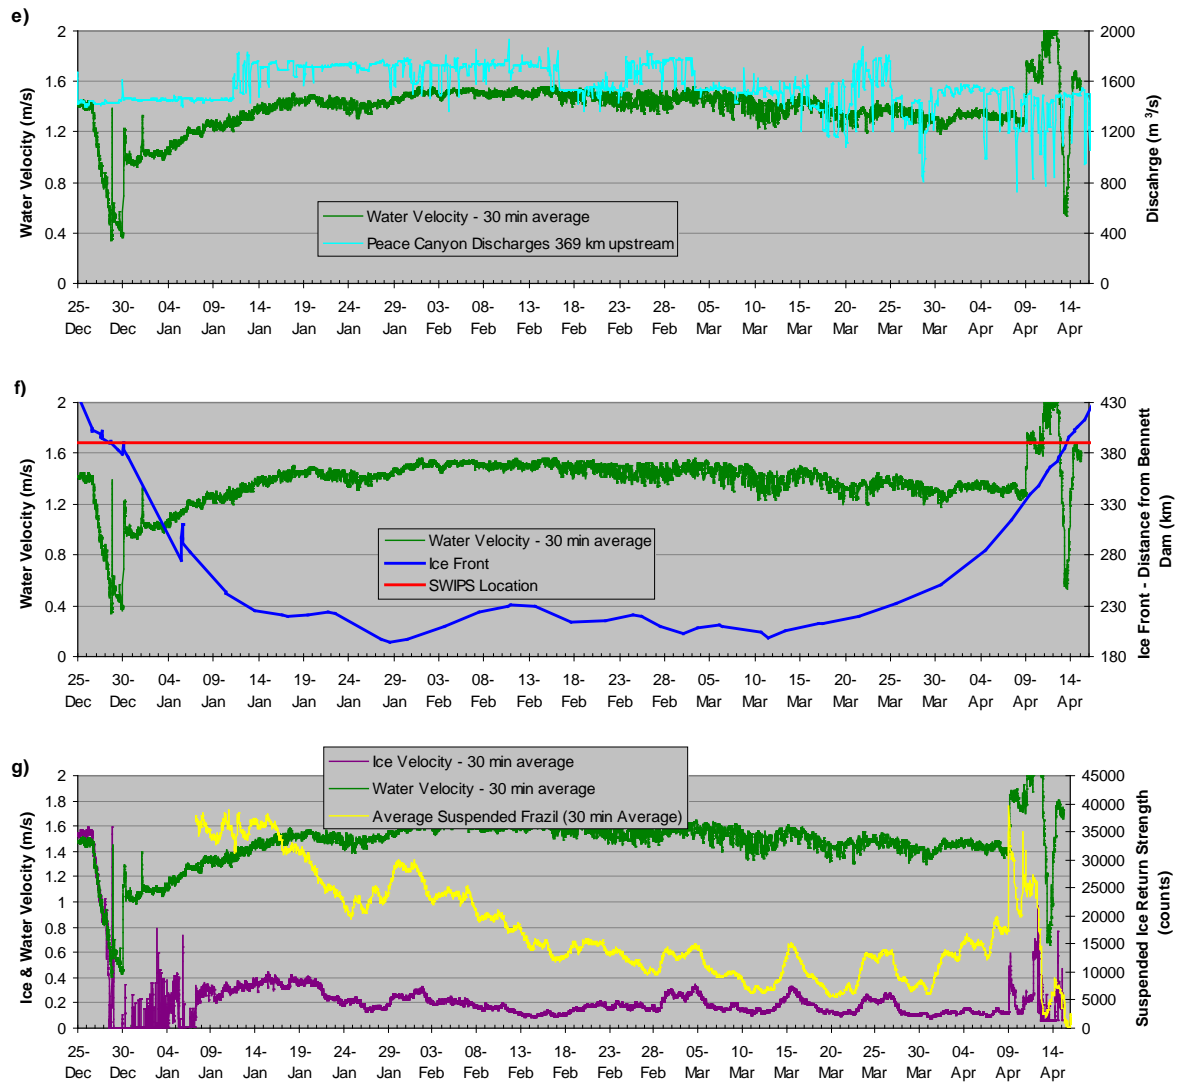 e)
2
1.6
1.2
0.8
0.4
0
Water Velocity (m/s)
2000
1600
1200
800
400
0
Discahrge (m ³/s)
Water Velocity - 30 min average
Peace Canyon Discharges 369 km upstream
25- 30- 04- 09- 14- 19- 24- 29- 03- 08- 13- 18- 23- 28- 05- 10- 15- 20- 25- 30- 04- 09- 14-
Dec Dec Jan Jan Jan Jan Jan Jan Feb Feb Feb Feb Feb Feb Mar Mar Mar Mar Mar Mar Apr Apr Apr
f)
2
1.6
1.2
0.8
0.4
0
Water Velocity (m/s)
430
380
330
280
230
180
Ice Front - Distance from Bennett
Dam (km)
Water Velocity - 30 min average
Ice Front
SWIPS Location
25- 30- 04- 09- 14- 19- 24- 29- 03- 08- 13- 18- 23- 28- 05- 10- 15- 20- 25- 30- 04- 09- 14-
Dec Dec Jan Jan Jan Jan Jan Jan Feb Feb Feb Feb Feb Feb Mar Mar Mar Mar Mar Mar Apr Apr Apr
g)
2
1.8
1.6
1.4
1.2
1
0.8
0.6
0.4
0.2
0
Ice & Water Velocity (m/s)
45000
40000
35000
30000
25000
20000
15000
10000
5000
0
Suspended Ice Return Strength
(counts)
Ice Velocity - 30 min average
Water Velocity - 30 min average
Average Suspended Frazil (30 min Average)
25- 30- 04- 09- 14- 19- 24- 29- 03- 08- 13- 18- 23- 28- 05- 10- 15- 20- 25- 30- 04- 09- 14-
Dec Dec Jan Jan Jan Jan Jan Jan Feb Feb Feb Feb Feb Feb Mar Mar Mar Mar Mar Mar Apr Apr Apr